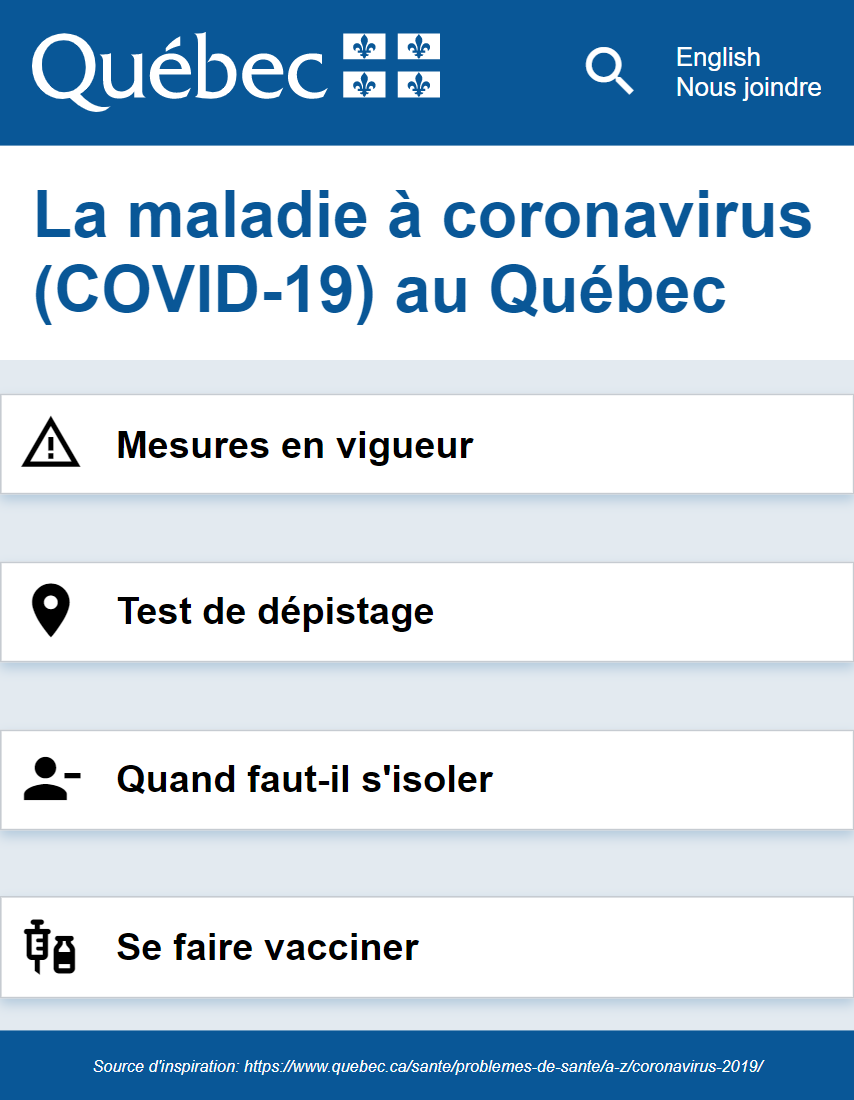 Québec
English
Nous joindre
La maladie à coronavirus
(COVID-19) au Québec
Mesures en vigueur
Test de dépistage
Quand faut-il s'isoler
Se faire vacciner
Source d'inspiration: https://www.quebec.ca/sante/problemes-de-sante/a-z/coronavirus-2019/